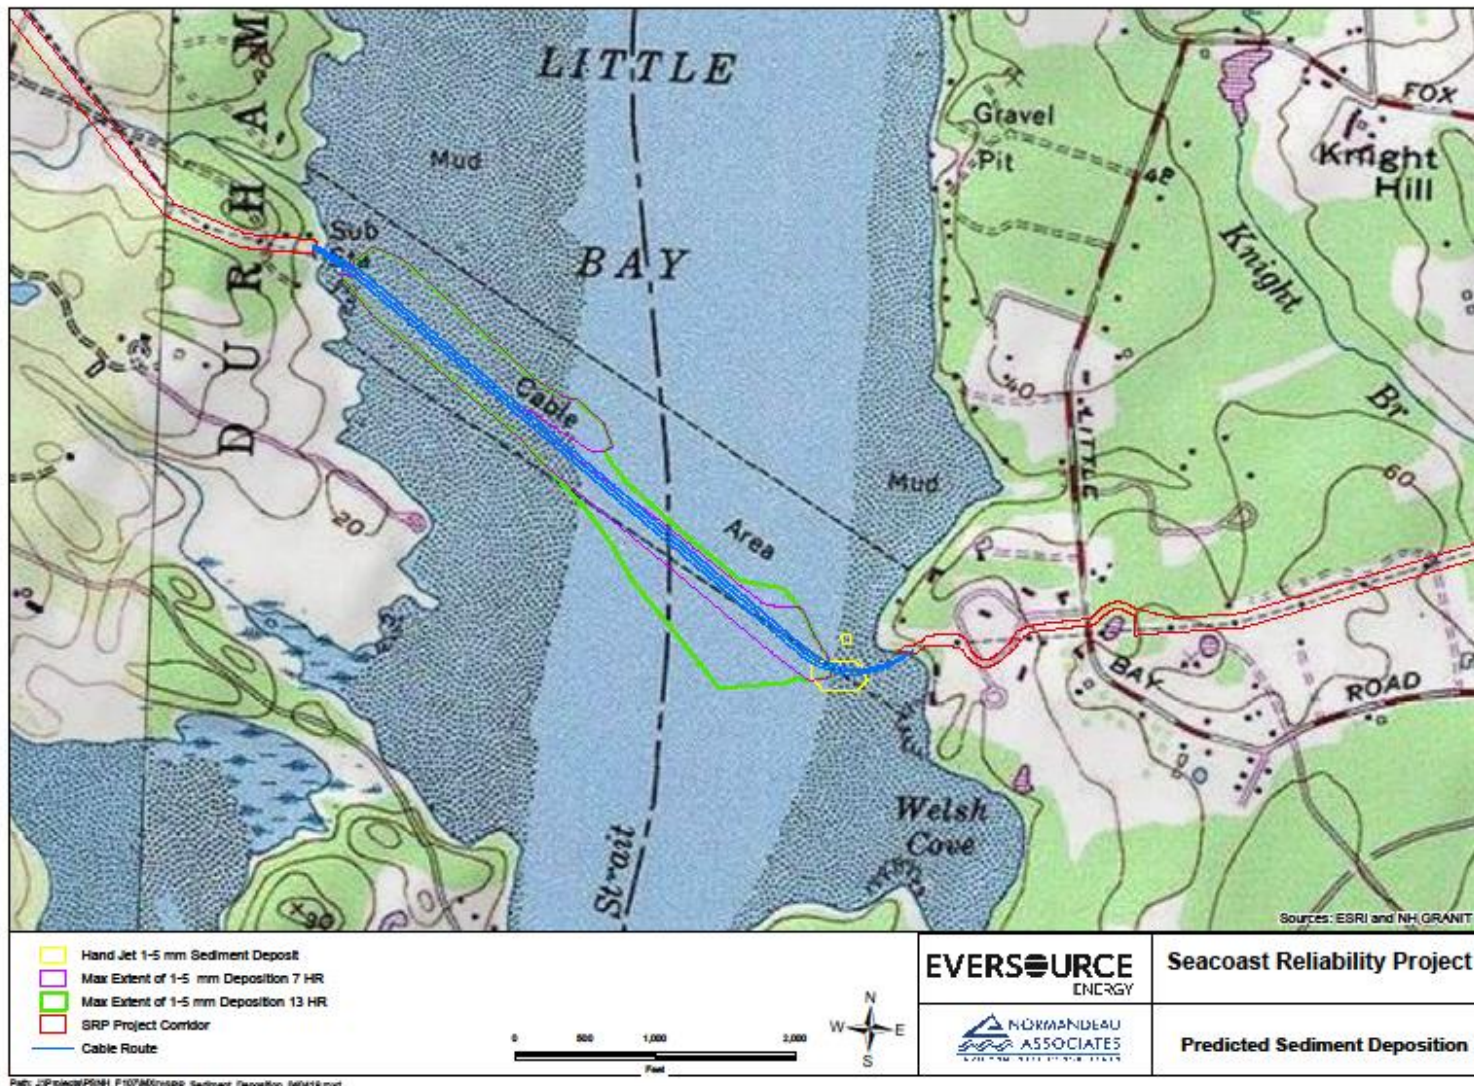 LITTLE
BAY
DURHAM
Mud
Sub
Cable
Area
Mud
Gravel
Pit
48
FOX
Knight
Hill
Knight
Br
40
LITTLE
60
20
BAY
ROAD
Welsh
Cove
Strait
Sources: ESRI and NH GRANIT
Hand Jet 1-5 mm Sediment Deposit
Max Extent of 1-5 mm Deposition 7 HR
Max Extent of 1-5 mm Deposition 13 HR
SRP Project Corridor
Cable Route
0 500 1,000 2,000
Feet
N
W E
S
EVERSOURCE
ENERGY
NORMANDEAU
ASSOCIATES
Seacoast Reliability Project
Predicted Sediment Deposition